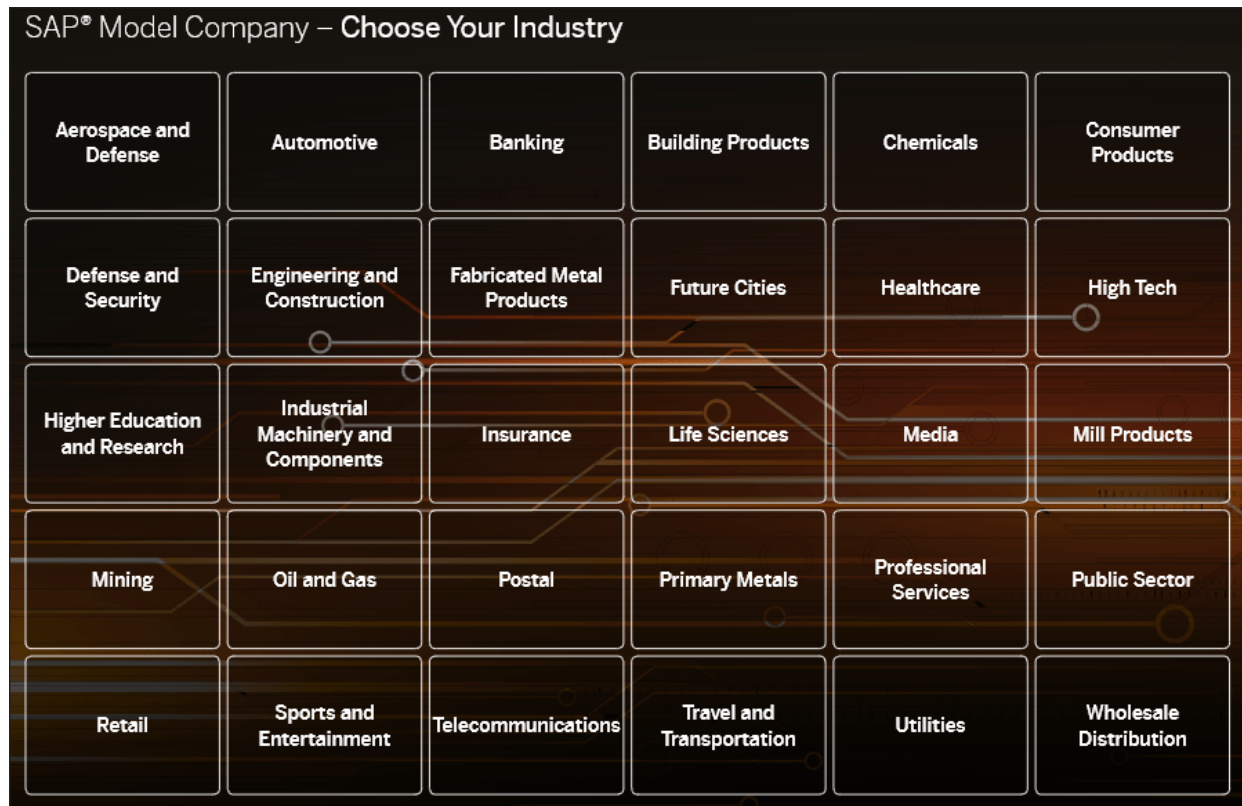 SAP® Model Company – Choose Your Industry
Aerospace and
Defense
Automotive
Banking
Building Products
Chemicals
Consumer
Products
Defense and
Security
Engineering and
Construction
Fabricated Metal
Products
Future Cities
Healthcare
High Tech
Higher Education
and Research
Industrial
Machinery and
Components
Insurance
Life Sciences
Media
Mill Products
Mining
Oil and Gas
Postal
Primary Metals
Professional
Services
Public Sector
Retail
Sports and
Entertainment
Telecommunications
Travel and
Transportation
Utilities
Wholesale
Distribution